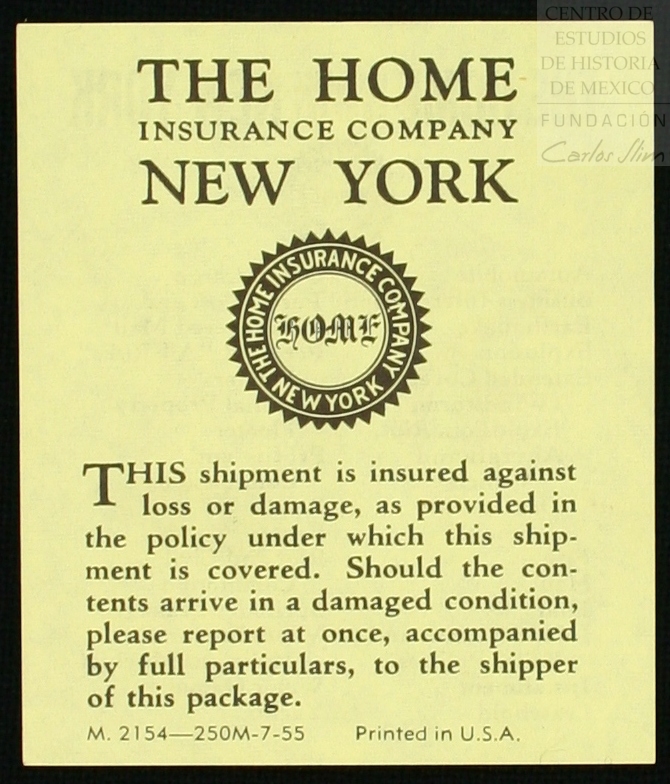 CENTRO DE
ESTUDIOS
DE HISTORIA
DE MEXICO
FUNDACIÓN
Carlos Slim
THE HOME
INSURANCE COMPANY
NEW YORK
THE HOME INSURANCE COMPANY
HOME
NEW YORK
THIS shipment is insured against
loss or damage, as provided in
the policy under which this ship-
ment is covered. Should the con-
tents arrive in a damaged condition,
please report at once, accompanied
by full particulars, to the shipper
of this package.
M. 2154—250M-7-55 Printed in U.S.A.